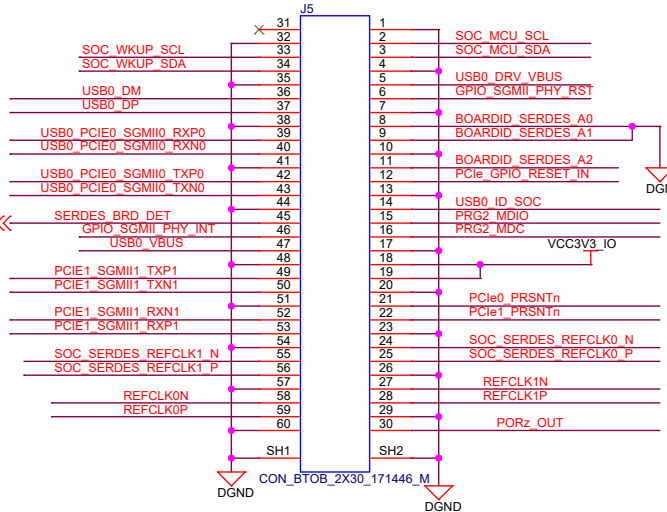 J5
31 1
32 2 SOC_MCU_SCL
SOC_WKUP_SCL 33 3 SOC_MCU_SDA
SOC_WKUP_SDA 34 4
35 5 USB0_DRV_VBUS
USB0_DM 36 6 GPIO_SGMII_PHY_RST
USB0_DP 37 7
38 8 BOARDID_SERDES_A0
USB0_PCIE0_SGMII0_RXP0 39 9 BOARDID_SERDES_A1
USB0_PCIE0_SGMII0_RXN0 40 10
41 11 BOARDID_SERDES_A2
USB0_PCIE0_SGMII0_TXP0 42 12 PCIe_GPIO_RESET_IN
USB0_PCIE0_SGMII0_TXN0 43 13
44 14 USB0_ID_SOC
SERDES_BRD_DET 45 15 PRG2_MDIO
GPIO_SGMII_PHY_INT 46 16 PRG2_MDC
USB0_VBUS 47 17 VCC3V3_IO
48 18
PCIE1_SGMII1_TXP1 49 19
PCIE1_SGMII1_TXN1 50 20
51 21 PCIe0_PRSNTn
PCIE1_SGMII1_RXN1 52 22 PCIe1_PRSNTn
PCIE1_SGMII1_RXP1 53 23
54 24 SOC_SERDES_REFCLK0_N
SOC_SERDES_REFCLK1_N 55 25 SOC_SERDES_REFCLK0_P
SOC_SERDES_REFCLK1_P 56 26
57 27 REFCLK1N
REFCLK0N 58 28 REFCLK1P
REFCLK0P 59 29
60 30 PORz_OUT
SH1 SH2
CON_BTOB_2X30_171446_M
DGND DGND